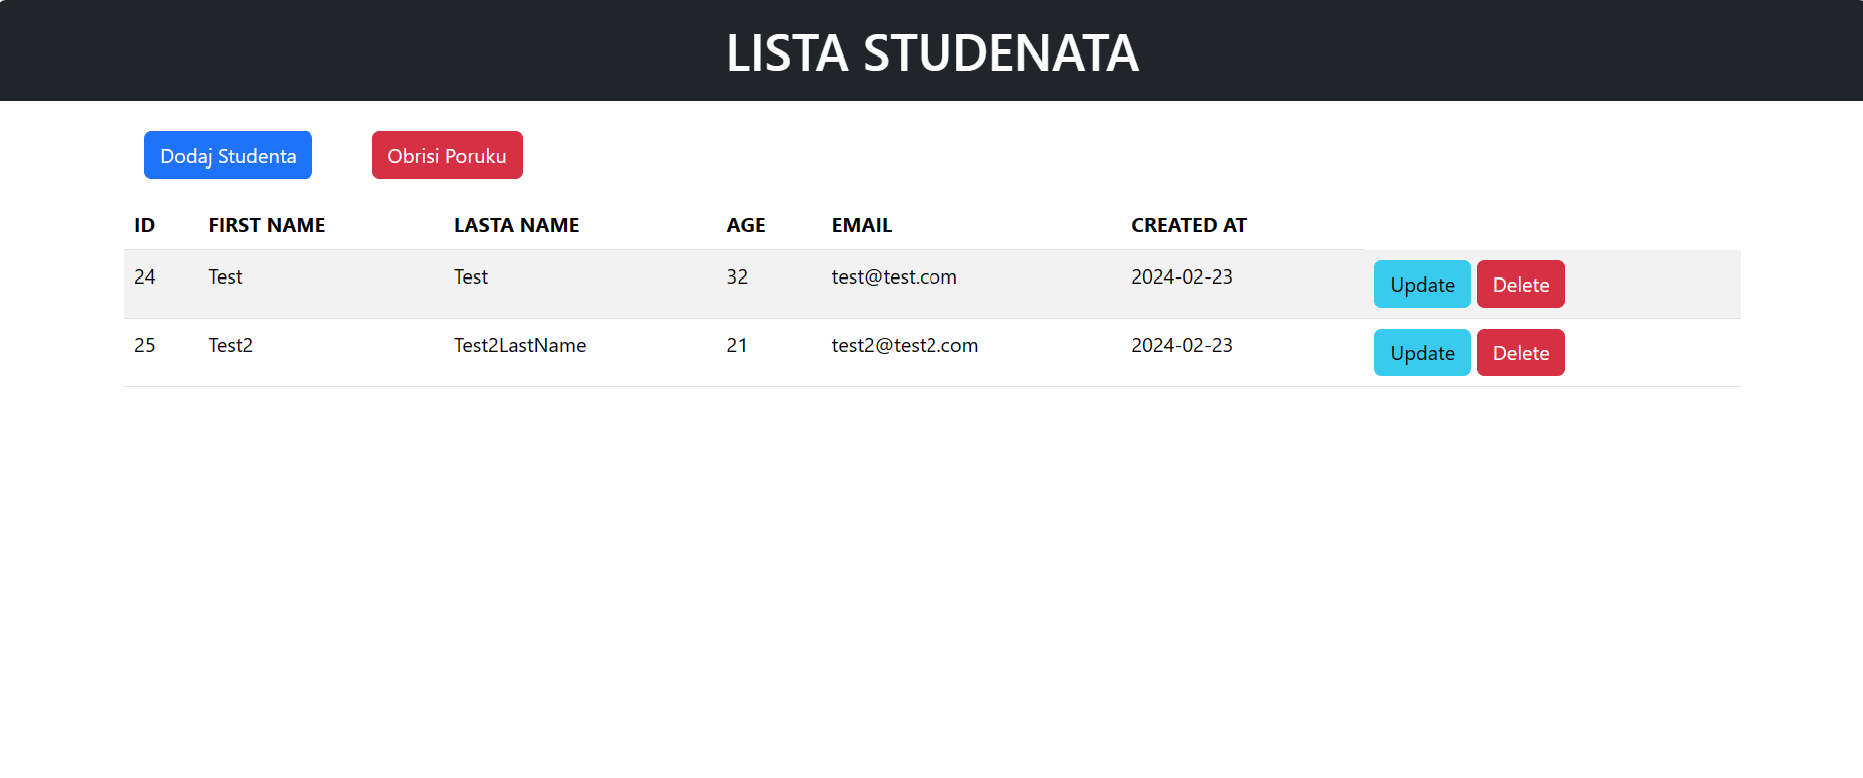 LISTA STUDENATA
Dodaj Studenta Obrisi Poruku
ID FIRST NAME LASTA NAME AGE EMAIL CREATED AT
24 Test Test 32 test@test.com 2024-02-23 Update Delete
25 Test2 Test2LastName 21 test2@test2.com 2024-02-23 Update Delete